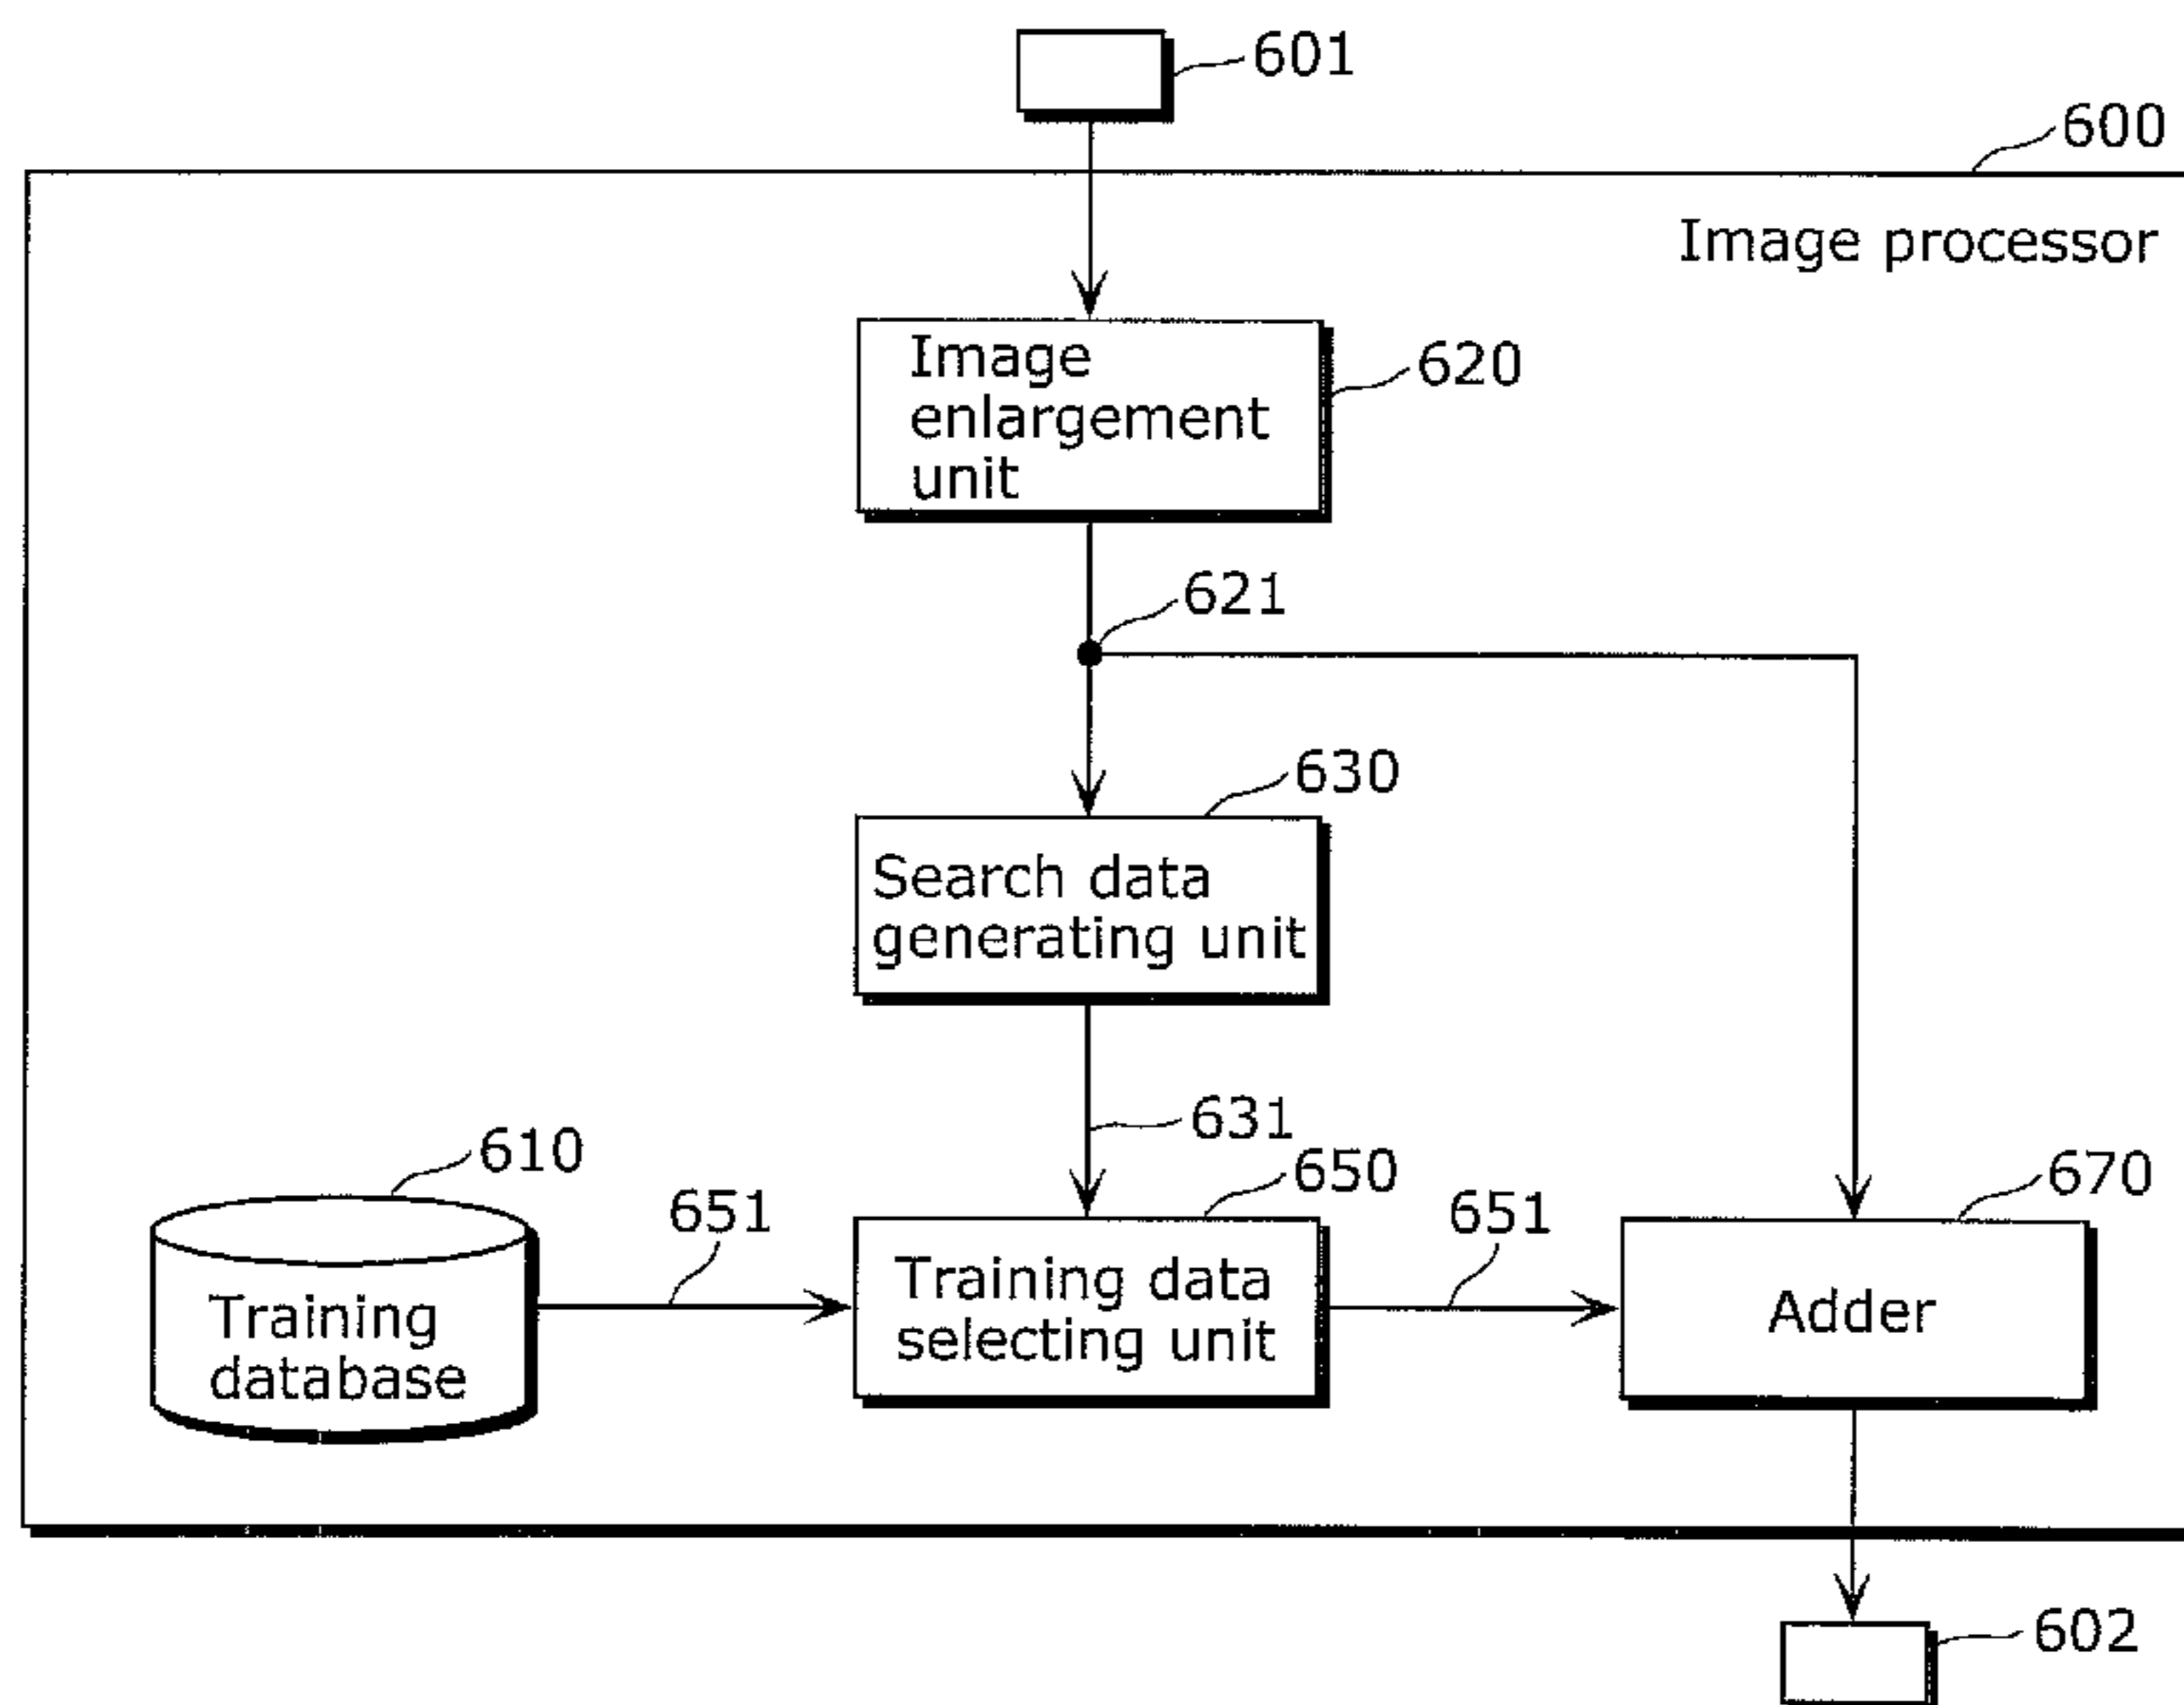 601
600
Image processor
Image
enlargement
unit
620
621
630
Search data
generating unit
631
610
650
670
651
651
Training
database
Training data
selecting unit
Adder
602